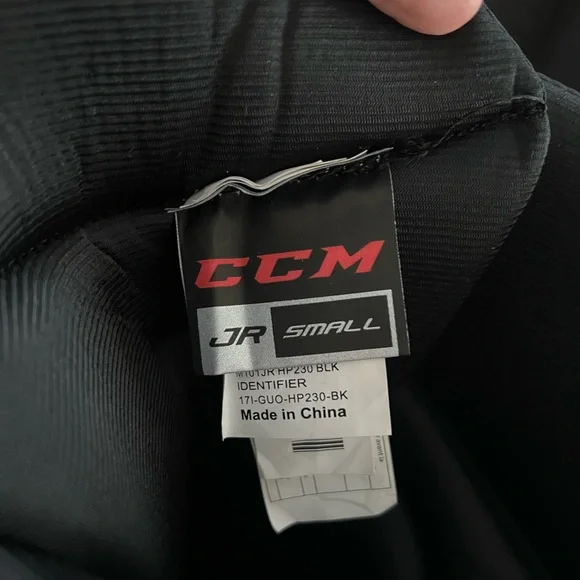 CCM
JR SMALL
HP230 BLK
IDENTIFIER
17I-GUO-HP230-BK
Made in China